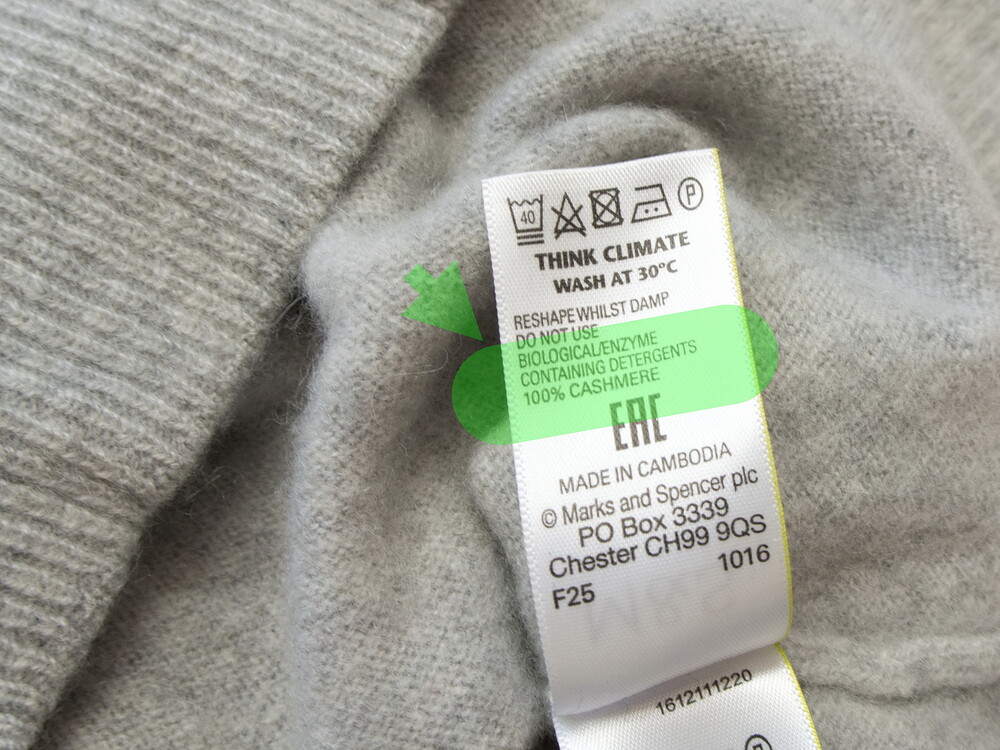 40
P
THINK CLIMATE
WASH AT 30°C
RESHAPE WHILST DAMP
DO NOT USE
BIOLOGICAL/ENZYME
CONTAINING DETERGENTS
100% CASHMERE
EAC
MADE IN CAMBODIA
© Marks and Spencer plc
PO Box 3339
Chester CH99 9QS
F25 1016
1612111220